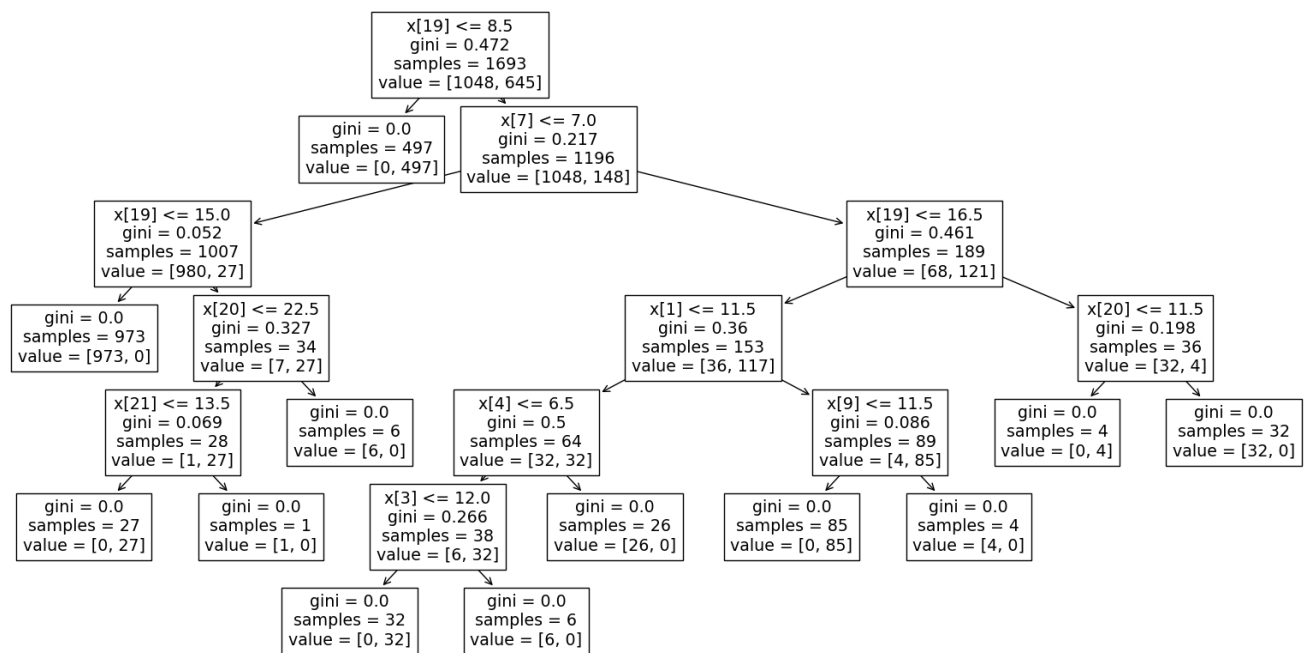 x[19] <= 8.5
gini = 0.472
samples = 1693
value = [1048, 645]
gini = 0.0
samples = 497
value = [0, 497]
x[7] <= 7.0
gini = 0.217
samples = 1196
value = [1048, 148]
x[19] <= 15.0
gini = 0.052
samples = 1007
value = [980, 27]
x[19] <= 16.5
gini = 0.461
samples = 189
value = [68, 121]
gini = 0.0
samples = 973
value = [973, 0]
x[20] <= 22.5
gini = 0.327
samples = 34
value = [7, 27]
x[1] <= 11.5
gini = 0.36
samples = 153
value = [36, 117]
x[20] <= 11.5
gini = 0.198
samples = 36
value = [32, 4]
x[21] <= 13.5
gini = 0.069
samples = 28
value = [1, 27]
gini = 0.0
samples = 6
value = [6, 0]
x[4] <= 6.5
gini = 0.5
samples = 64
value = [32, 32]
x[9] <= 11.5
gini = 0.086
samples = 89
value = [4, 85]
gini = 0.0
samples = 4
value = [0, 4]
gini = 0.0
samples = 32
value = [32, 0]
gini = 0.0
samples = 27
value = [0, 27]
gini = 0.0
samples = 1
value = [1, 0]
x[3] <= 12.0
gini = 0.266
samples = 38
value = [6, 32]
gini = 0.0
samples = 26
value = [26, 0]
gini = 0.0
samples = 85
value = [0, 85]
gini = 0.0
samples = 4
value = [4, 0]
gini = 0.0
samples = 32
value = [0, 32]
gini = 0.0
samples = 6
value = [6, 0]